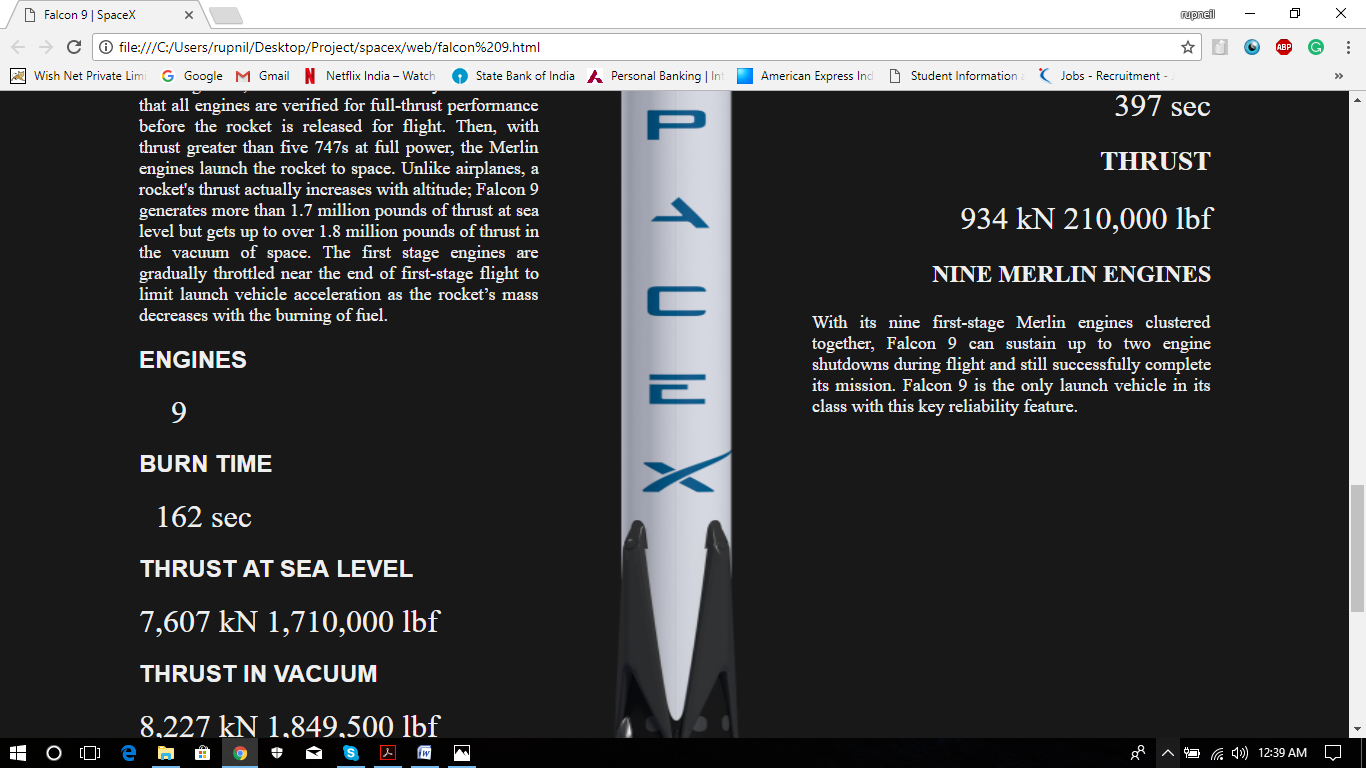 Falcon 9 | SpaceX
rupneil
file:///C:/Users/rupnil/Desktop/Project/spacex/web/falcon%209.html
Wish Net Private Lim
Google
Gmail
Netflix India – Watch
State Bank of India
Personal Banking | Int
American Express Ind
Student Information a
Jobs - Recruitment -
ABP
that all engines are verified for full-thrust performance
before the rocket is released for flight. Then, with
thrust greater than five 747s at full power, the Merlin
engines launch the rocket to space. Unlike airplanes, a
rocket's thrust actually increases with altitude; Falcon 9
generates more than 1.7 million pounds of thrust at sea
level but gets up to over 1.8 million pounds of thrust in
the vacuum of space. The first stage engines are
gradually throttled near the end of first-stage flight to
limit launch vehicle acceleration as the rocket’s mass
decreases with the burning of fuel.
ENGINES
9
BURN TIME
162 sec
THRUST AT SEA LEVEL
7,607 kN 1,710,000 lbf
THRUST IN VACUUM
8,227 kN 1,849,500 lbf
P
A
C
E
X
397 sec
THRUST
934 kN 210,000 lbf
NINE MERLIN ENGINES
With its nine first-stage Merlin engines clustered
together, Falcon 9 can sustain up to two engine
shutdowns during flight and still successfully complete
its mission. Falcon 9 is the only launch vehicle in its
class with this key reliability feature.
12:39 AM